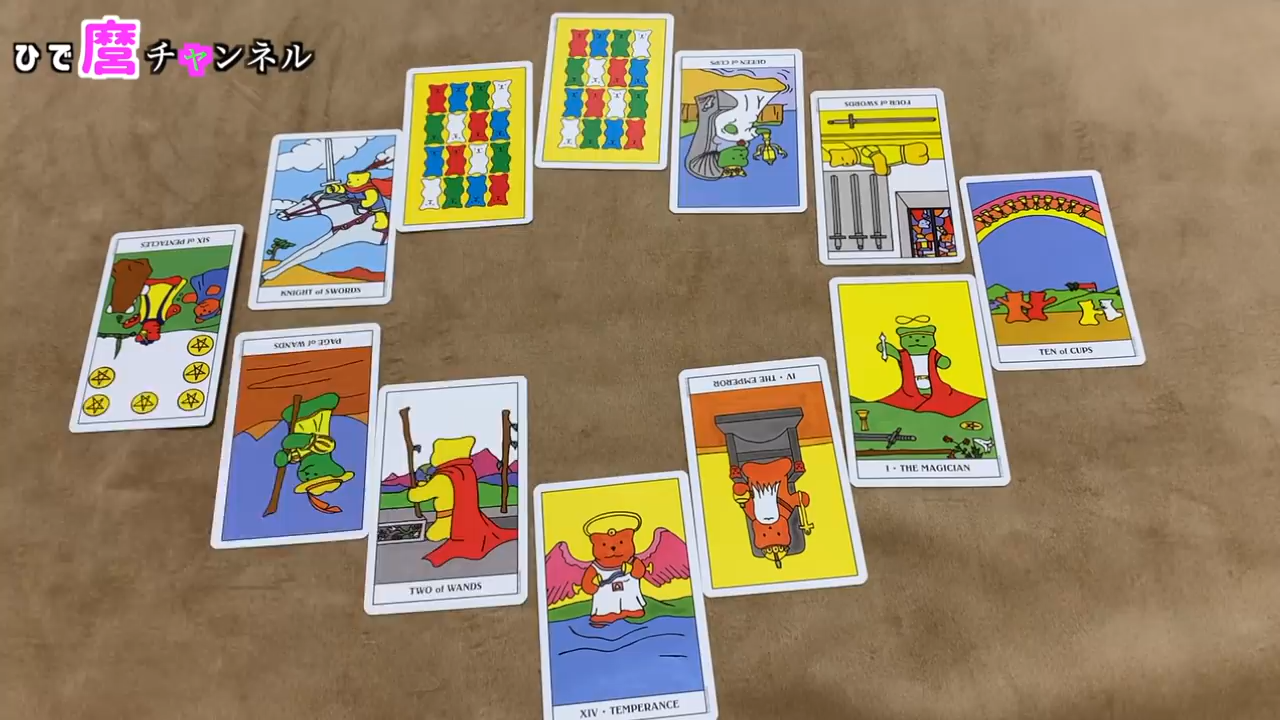 ひで麿チャンネル
QUEEN of CUPS
FOUR of SWORDS
SIX of PENTACLES
KNIGHT of SWORDS
PAGE of WANDS
TEN of CUPS
IV • THE EMPEROR
I • THE MAGICIAN
TWO of WANDS
XIV • TEMPERANCE